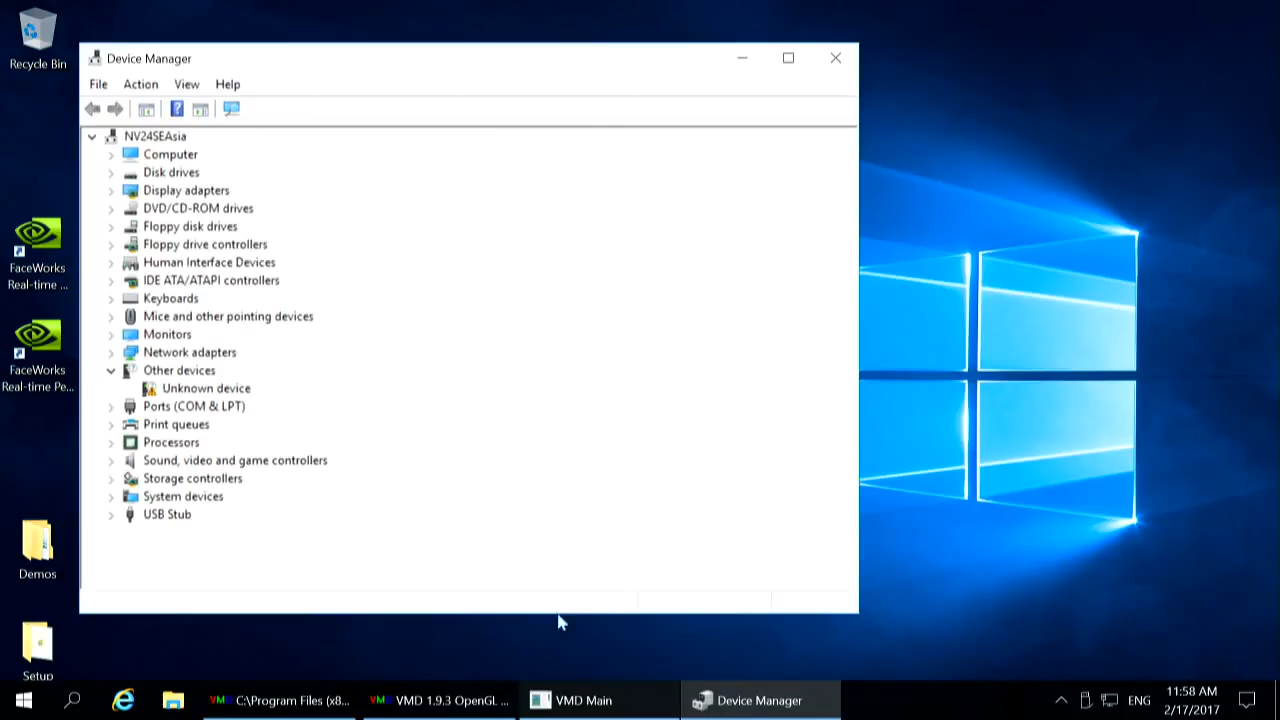 Recycle Bin
FaceWorks
Real-time ...
FaceWorks
Real-time Pe...
Demos
Setup
Device Manager
File Action View Help
NV24SEAsia
Computer
Disk drives
Display adapters
DVD/CD-ROM drives
Floppy disk drives
Floppy drive controllers
Human Interface Devices
IDE ATA/ATAPI controllers
Keyboards
Mice and other pointing devices
Monitors
Network adapters
Other devices
Unknown device
Ports (COM & LPT)
Print queues
Processors
Sound, video and game controllers
Storage controllers
System devices
USB Stub
VMD C:\Program Files (x8...
VMD VMD 1.9.3 OpenGL ...
VMD Main
Device Manager
ENG
11:58 AM
2/17/2017